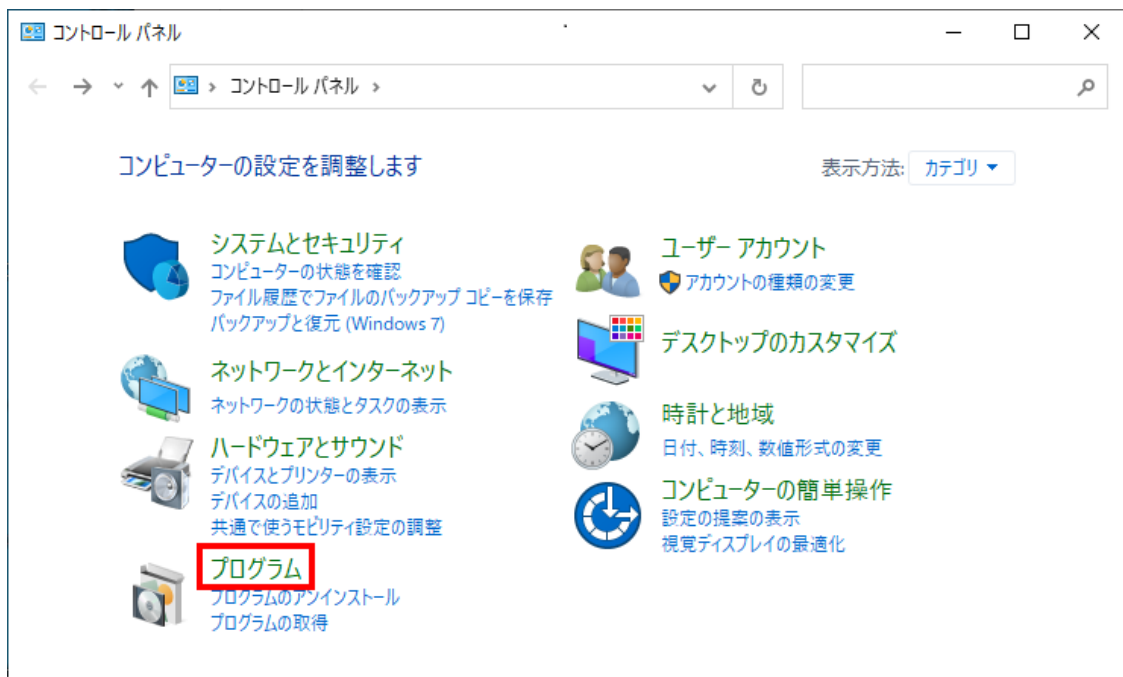 コントロール パネル
コントロール パネル
コンピューターの設定を調整します
表示方法: カテゴリ
システムとセキュリティ
コンピューターの状態を確認
ファイル履歴でファイルのバックアップ コピーを保存
バックアップと復元 (Windows 7)
ネットワークとインターネット
ネットワークの状態とタスクの表示
ハードウェアとサウンド
デバイスとプリンターの表示
デバイスの追加
共通で使うモビリティ設定の調整
プログラム
プログラムのアンインストール
プログラムの取得
ユーザー アカウント
アカウントの種類の変更
デスクトップのカスタマイズ
時計と地域
日付、時刻、数値形式の変更
コンピューターの簡単操作
設定の提案の表示
視覚ディスプレイの最適化